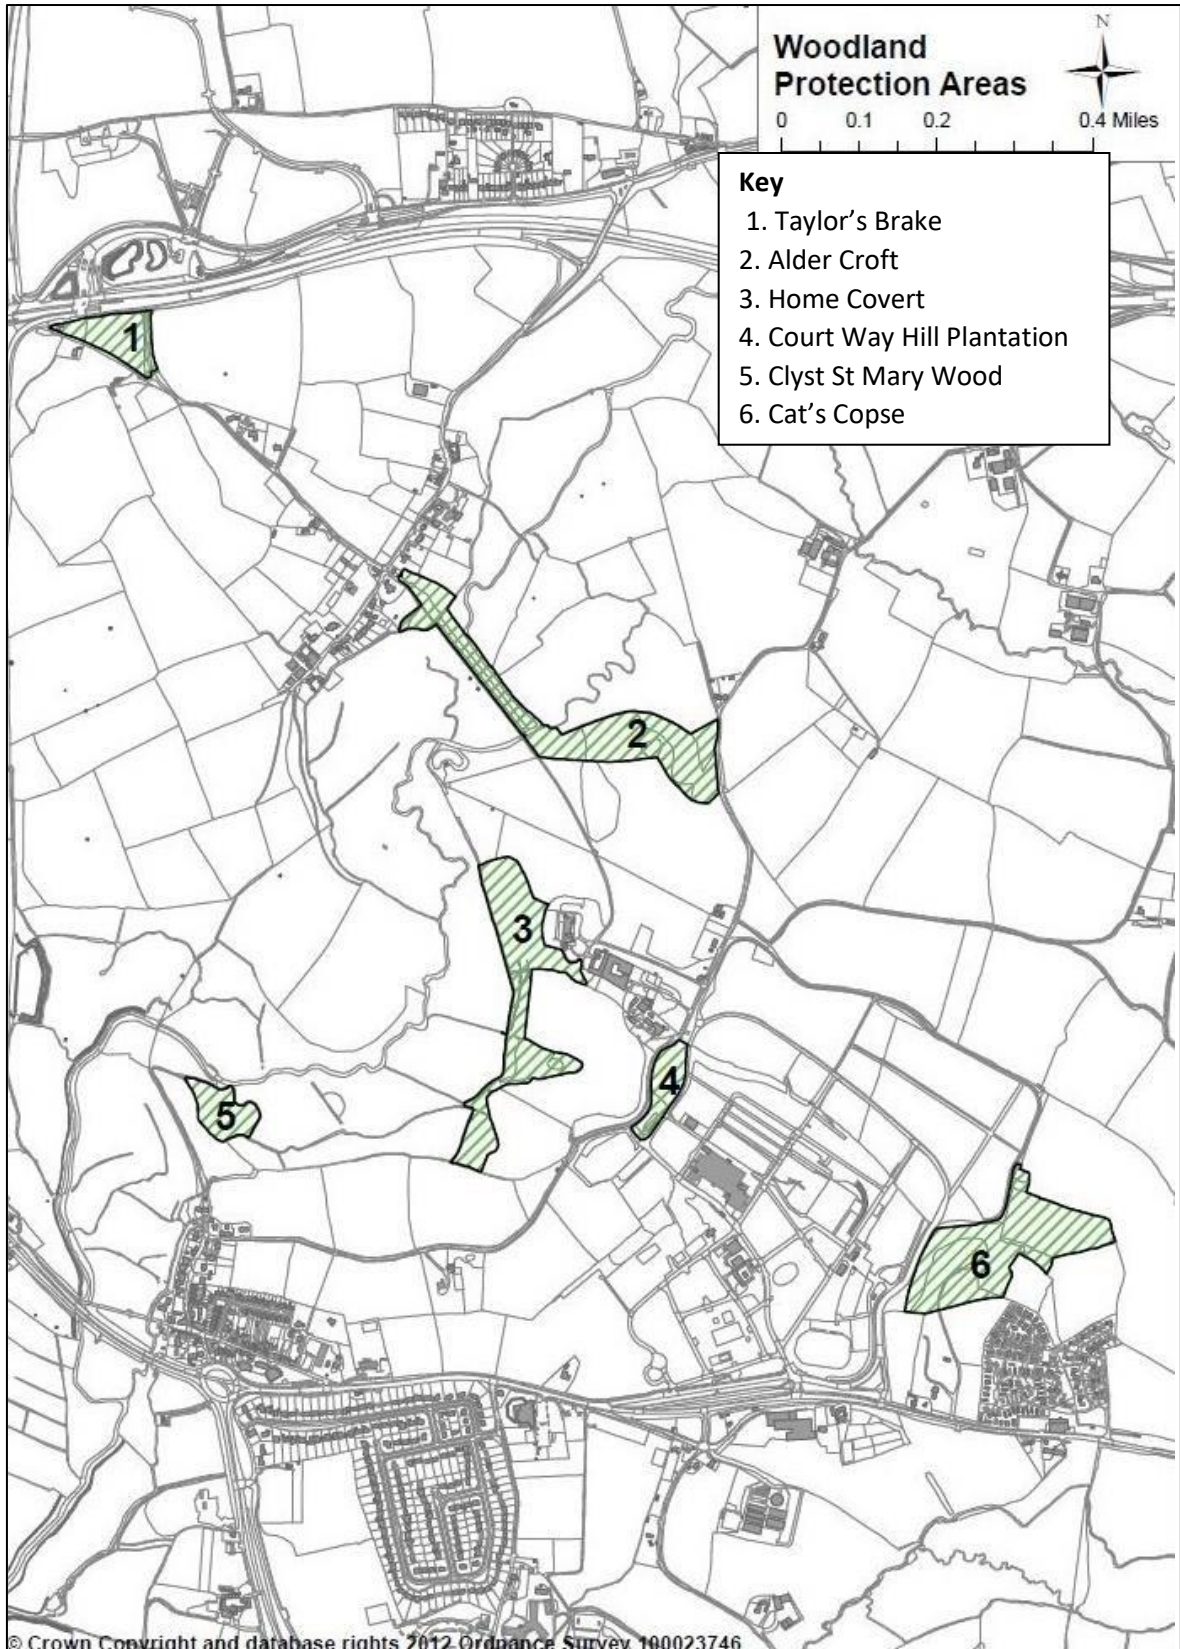 Woodland
Protection Areas
N
0 0.1 0.2 0.4 Miles
Key
1. Taylor’s Brake
2. Alder Croft
3. Home Covert
4. Court Way Hill Plantation
5. Clyst St Mary Wood
6. Cat’s Copse
1
2
3
4
5
6
© Crown Copyright and database rights 2012 Ordnance Survey 100023746